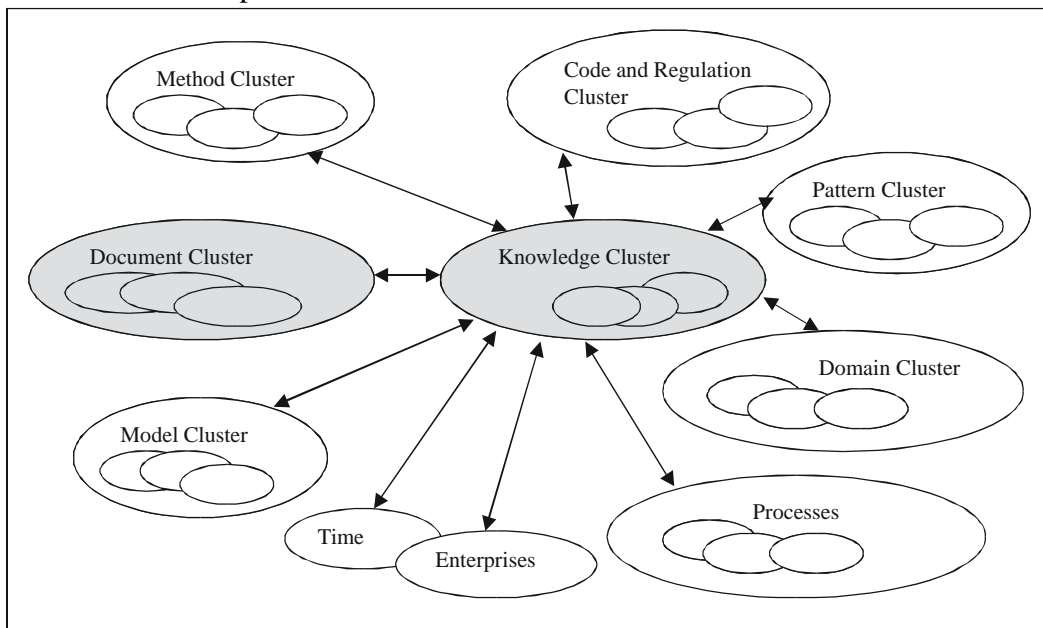 Method Cluster
Code and Regulation
Cluster
Pattern Cluster
Document Cluster
Knowledge Cluster
Domain Cluster
Model Cluster
Processes
Time
Enterprises